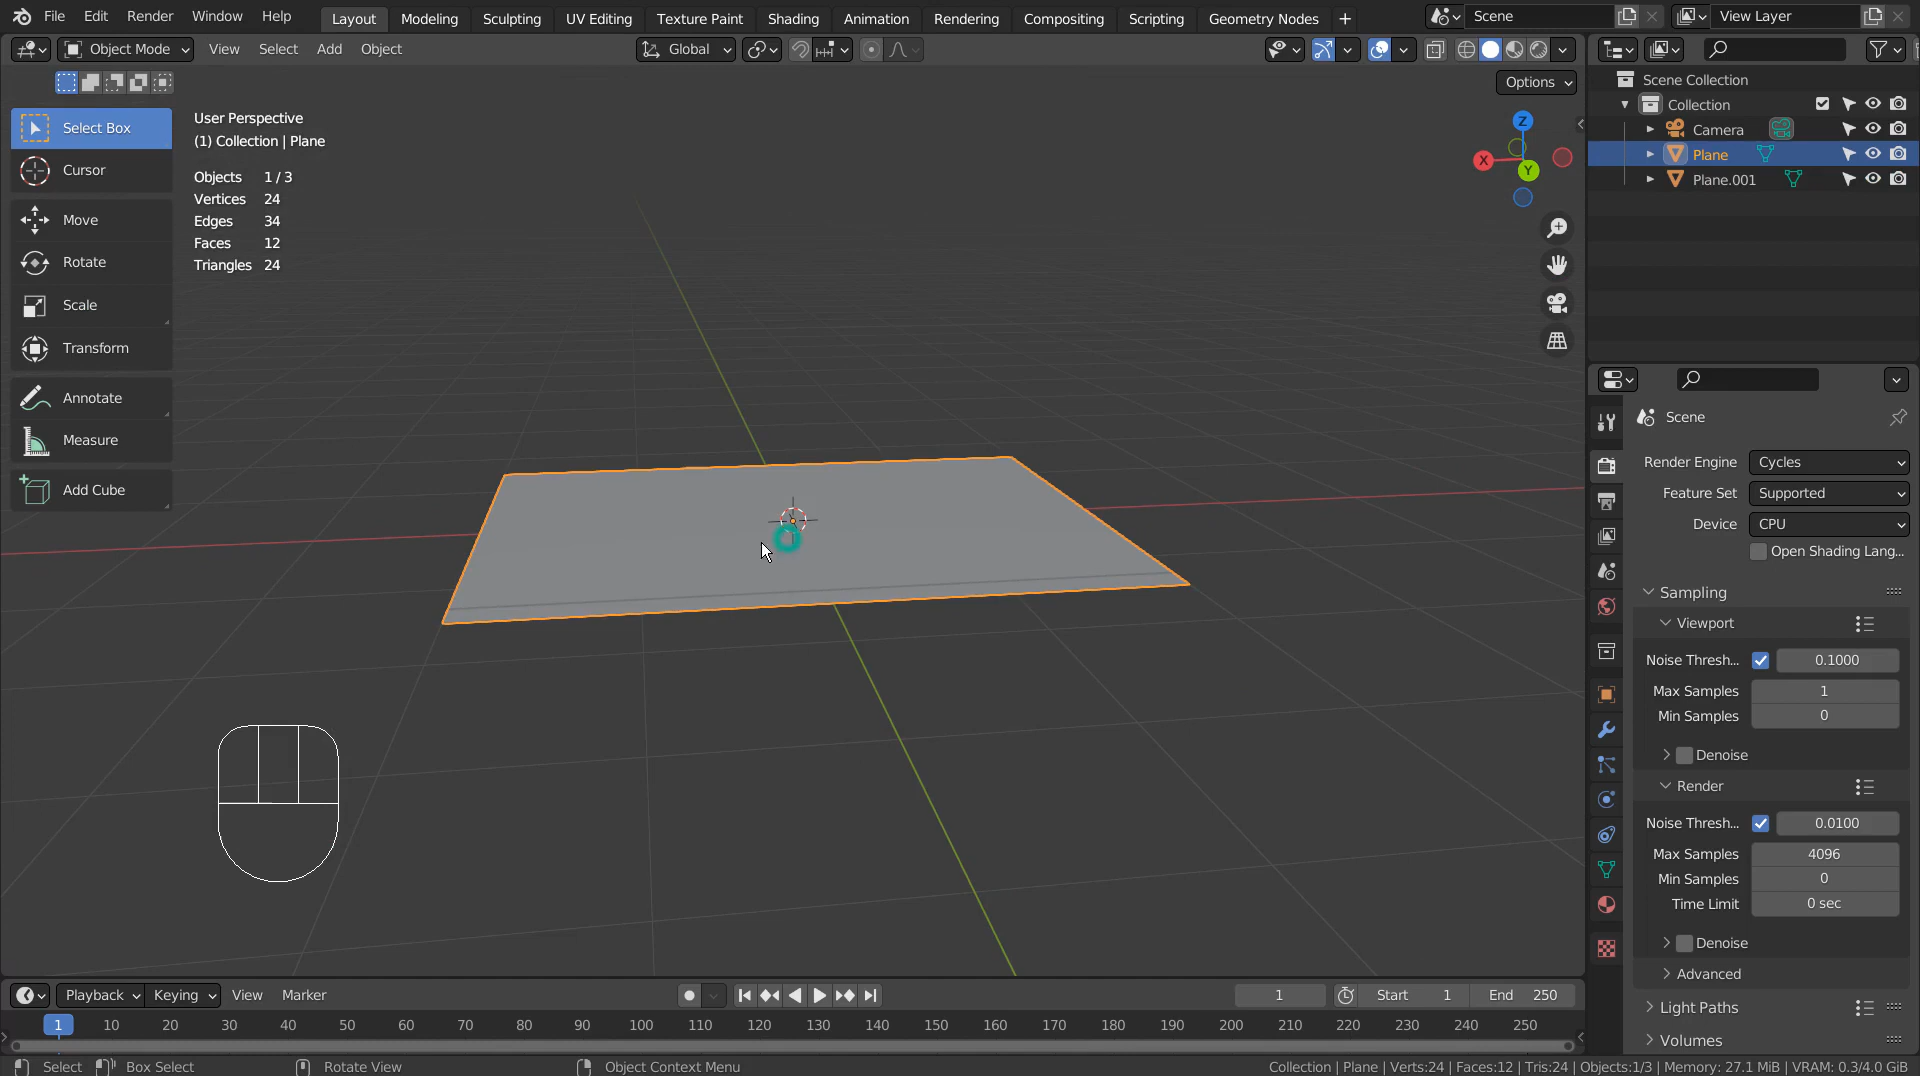 File Edit Render Window Help Layout Modeling Sculpting UV Editing Texture Paint Shading Animation Rendering Compositing Scripting Geometry Nodes + Scene View Layer
Object Mode View Select Add Object Global
Options
Select Box
Cursor
Move
Rotate
Scale
Transform
Annotate
Measure
Add Cube
User Perspective
(1) Collection | Plane
Objects 1 / 3
Vertices 24
Edges 34
Faces 12
Triangles 24
Z
X
Y
Scene Collection
Collection
Camera
Plane
Plane.001
Scene
Render Engine Cycles
Feature Set Supported
Device CPU
Open Shading Lang...
Sampling
Viewport
Noise Thresh... 0.1000
Max Samples 1
Min Samples 0
Denoise
Render
Noise Thresh... 0.0100
Max Samples 4096
Min Samples 0
Time Limit 0 sec
Denoise
Advanced
Light Paths
Volumes
Playback Keying View Marker 1 Start 1 End 250
1 10 20 30 40 50 60 70 80 90 100 110 120 130 140 150 160 170 180 190 200 210 220 230 240 250
Select Box Select Rotate View Object Context Menu Collection | Plane | Verts:24 | Faces:12 | Tris:24 | Objects:1/3 | Memory: 27.1 MiB | VRAM: 0.3/4.0 GiB